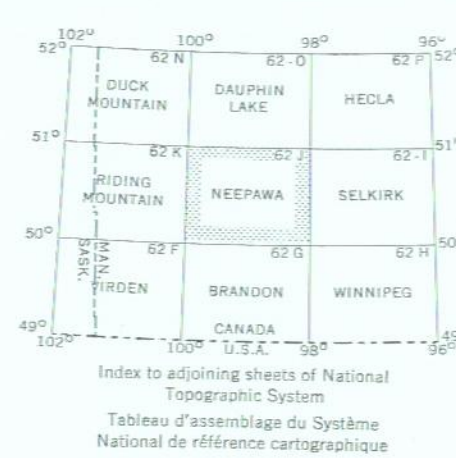 102° 100° 98° 96°
52° 62 N 62-O 62 P 52°
DUCK MOUNTAIN DAUPHIN LAKE HECLA
51° 62 K 62 J 62-I 51°
RIDING MOUNTAIN NEEPAWA SELKIRK
50° 62 F 62 G 62 H 50°
SASK. MAN.
VIRDEN BRANDON WINNIPEG
49° CANADA 49°
102° 100° U.S.A. 98° 96°
Index to adjoining sheets of National
Topographic System
Tableau d'assemblage du Système
National de référence cartographique